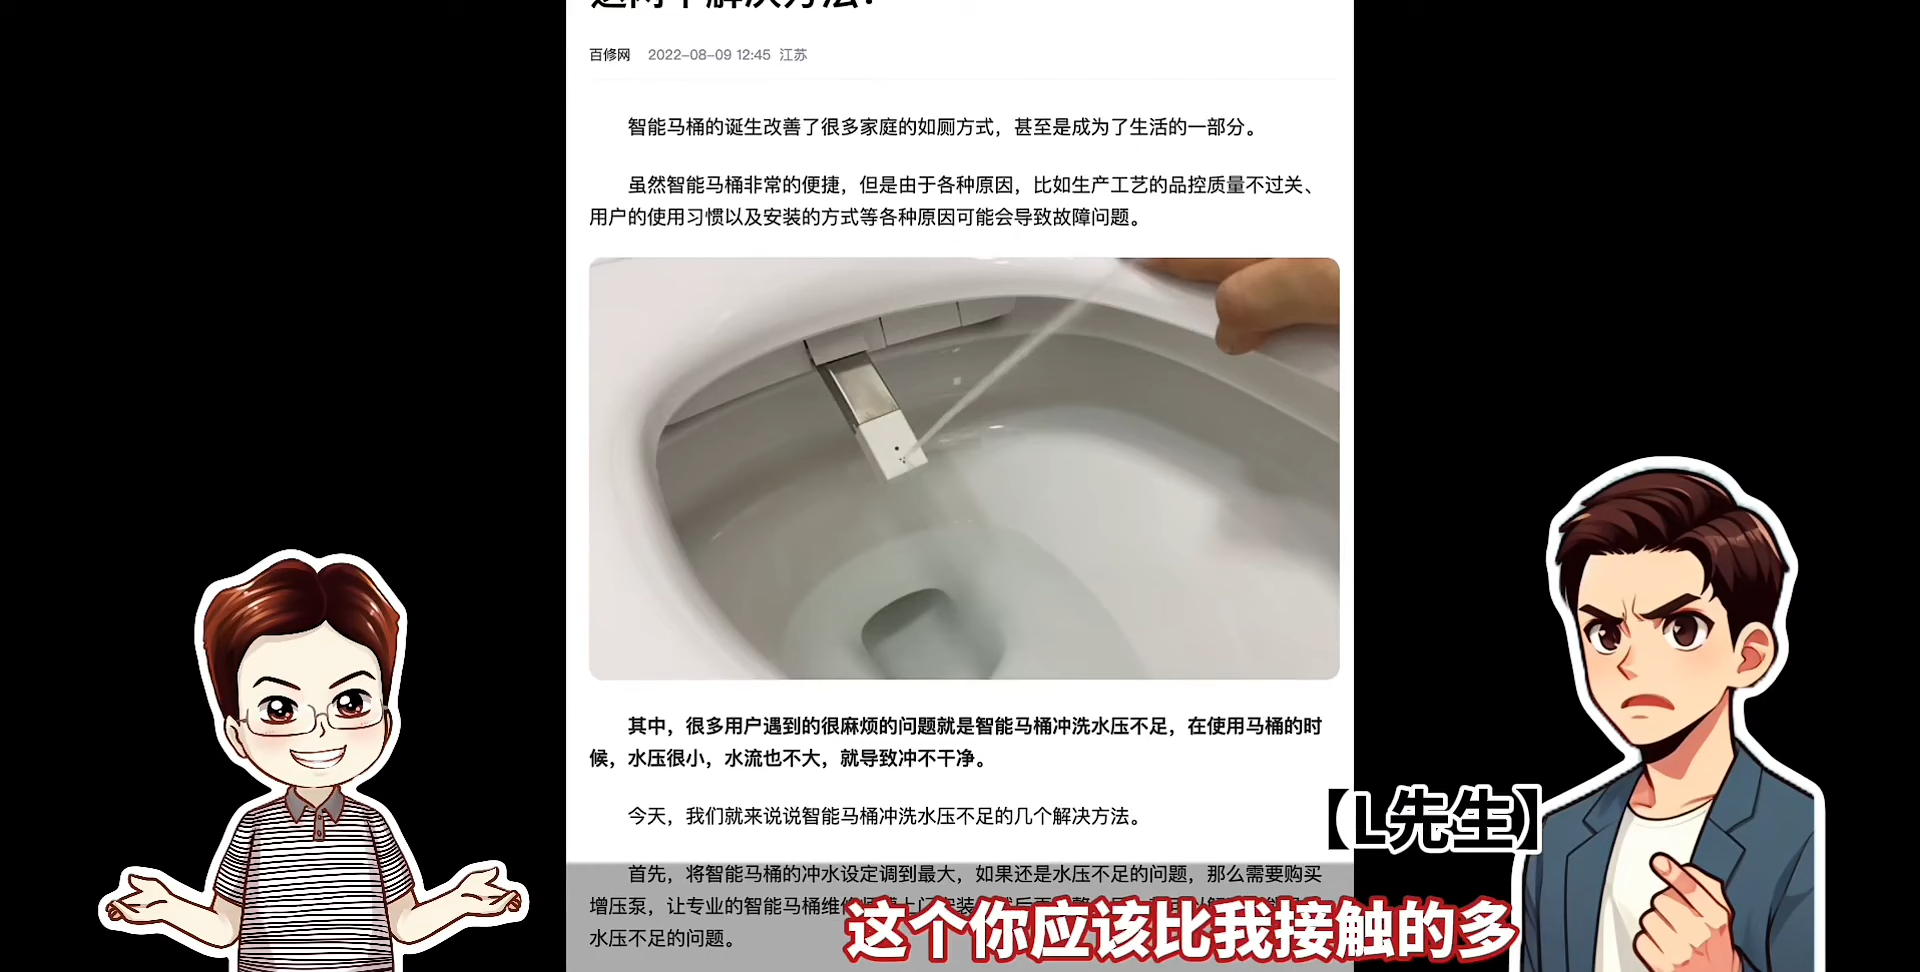 百修网 2022-08-09 12:45 江苏
智能马桶的诞生改善了很多家庭的如厕方式，甚至是成为了生活的一部分。
虽然智能马桶非常的便捷，但是由于各种原因，比如生产工艺的品控质量不过关、
用户的使用习惯以及安装的方式等各种原因可能会导致故障问题。
其中，很多用户遇到的很麻烦的问题就是智能马桶冲洗水压不足，在使用马桶的时
候，水压很小，水流也不大，就导致冲不干净。
今天，我们就来说说智能马桶冲洗水压不足的几个解决方法。
首先，将智能马桶的冲水设定调到最大，如果还是水压不足的问题，那么需要购买
增压泵，让专业的智能马桶维修
水压不足的问题。
【L先生】
这个你应该比我接触的多